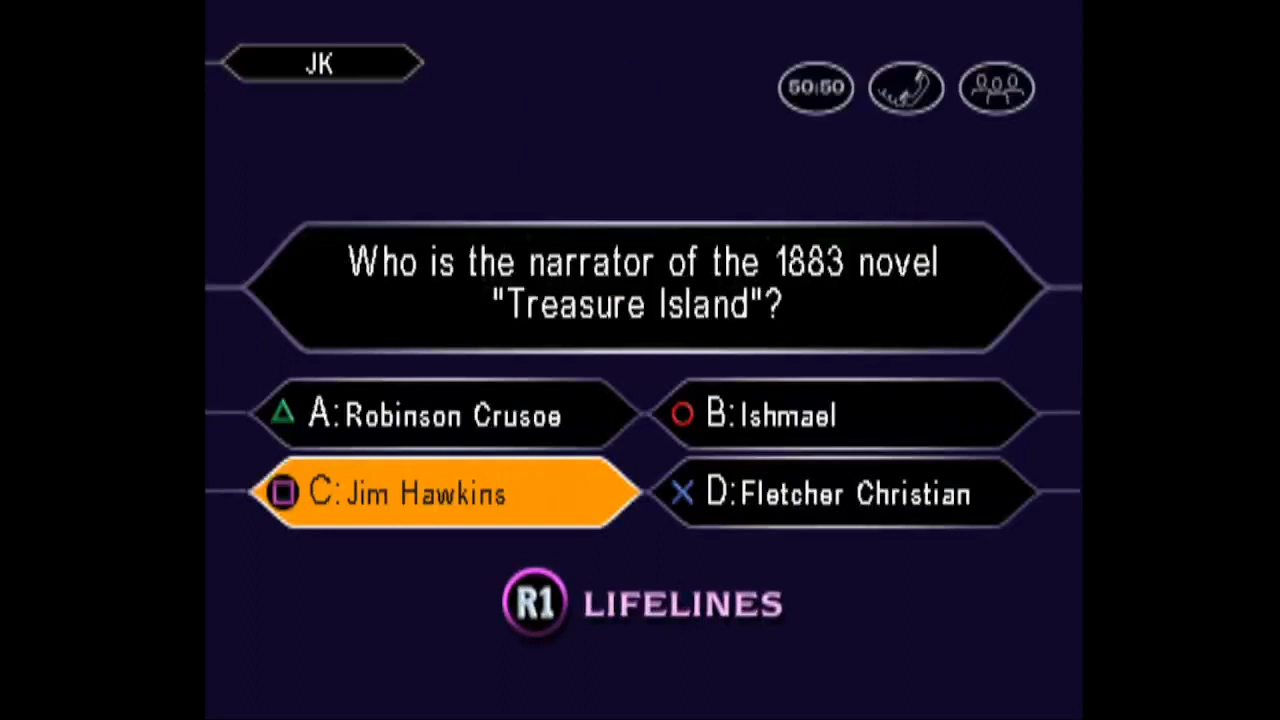 JK
50:50
Who is the narrator of the 1883 novel
"Treasure Island"?
A: Robinson Crusoe
B: Ishmael
C: Jim Hawkins
D: Fletcher Christian
R1 LIFELINES